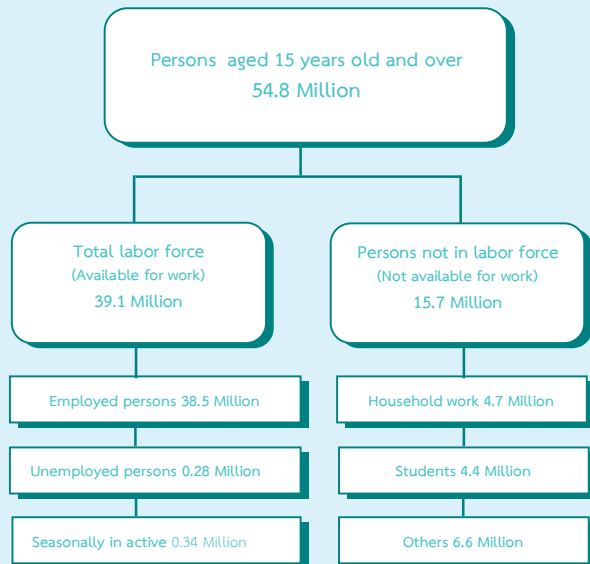 Persons aged 15 years old and over
54.8 Million
Total labor force
(Available for work)
39.1 Million
Persons not in labor force
(Not available for work)
15.7 Million
Employed persons 38.5 Million
Household work 4.7 Million
Unemployed persons 0.28 Million
Students 4.4 Million
Seasonally in active 0.34 Million
Others 6.6 Million